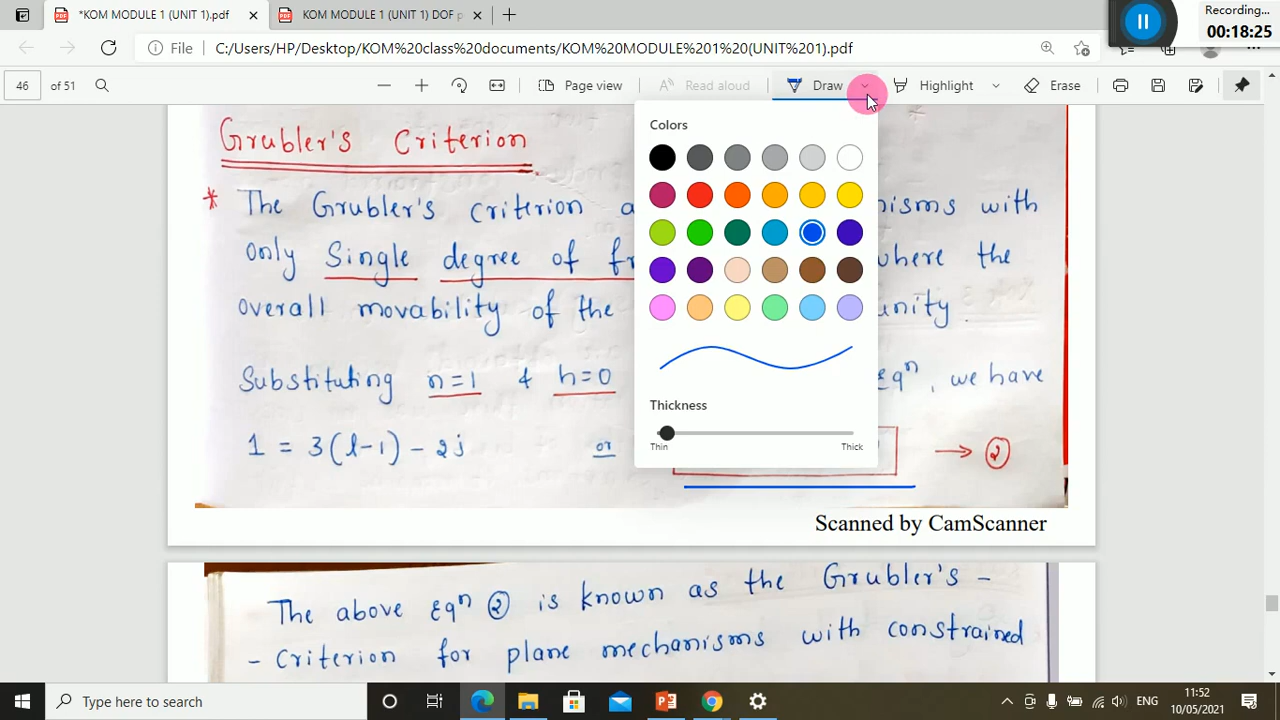 *KOM MODULE 1 (UNIT 1).pdf
KOM MODULE 1 (UNIT 1) DOF
Recording...
00:18:25
File
C:/Users/HP/Desktop/KOM%20class%20documents/KOM%20MODULE%201%20(UNIT%201).pdf
46 of 51
Page view
Read aloud
Draw
Highlight
Erase
Colors
Thickness
Thin
Thick
Grubler's Criterion
* The Grubler's criterion
nisms with
only Single degree of
where the
overall movability of the
unity.
Substituting n=1 & h=0
Eqn, we have
1 = 3(l-1) - 2j or
→ 2
Scanned by CamScanner
The above Eqn 2 is known as the Grubler's -
- Criterion for plane mechanisms with constrained
Type here to search
ENG
11:52
10/05/2021